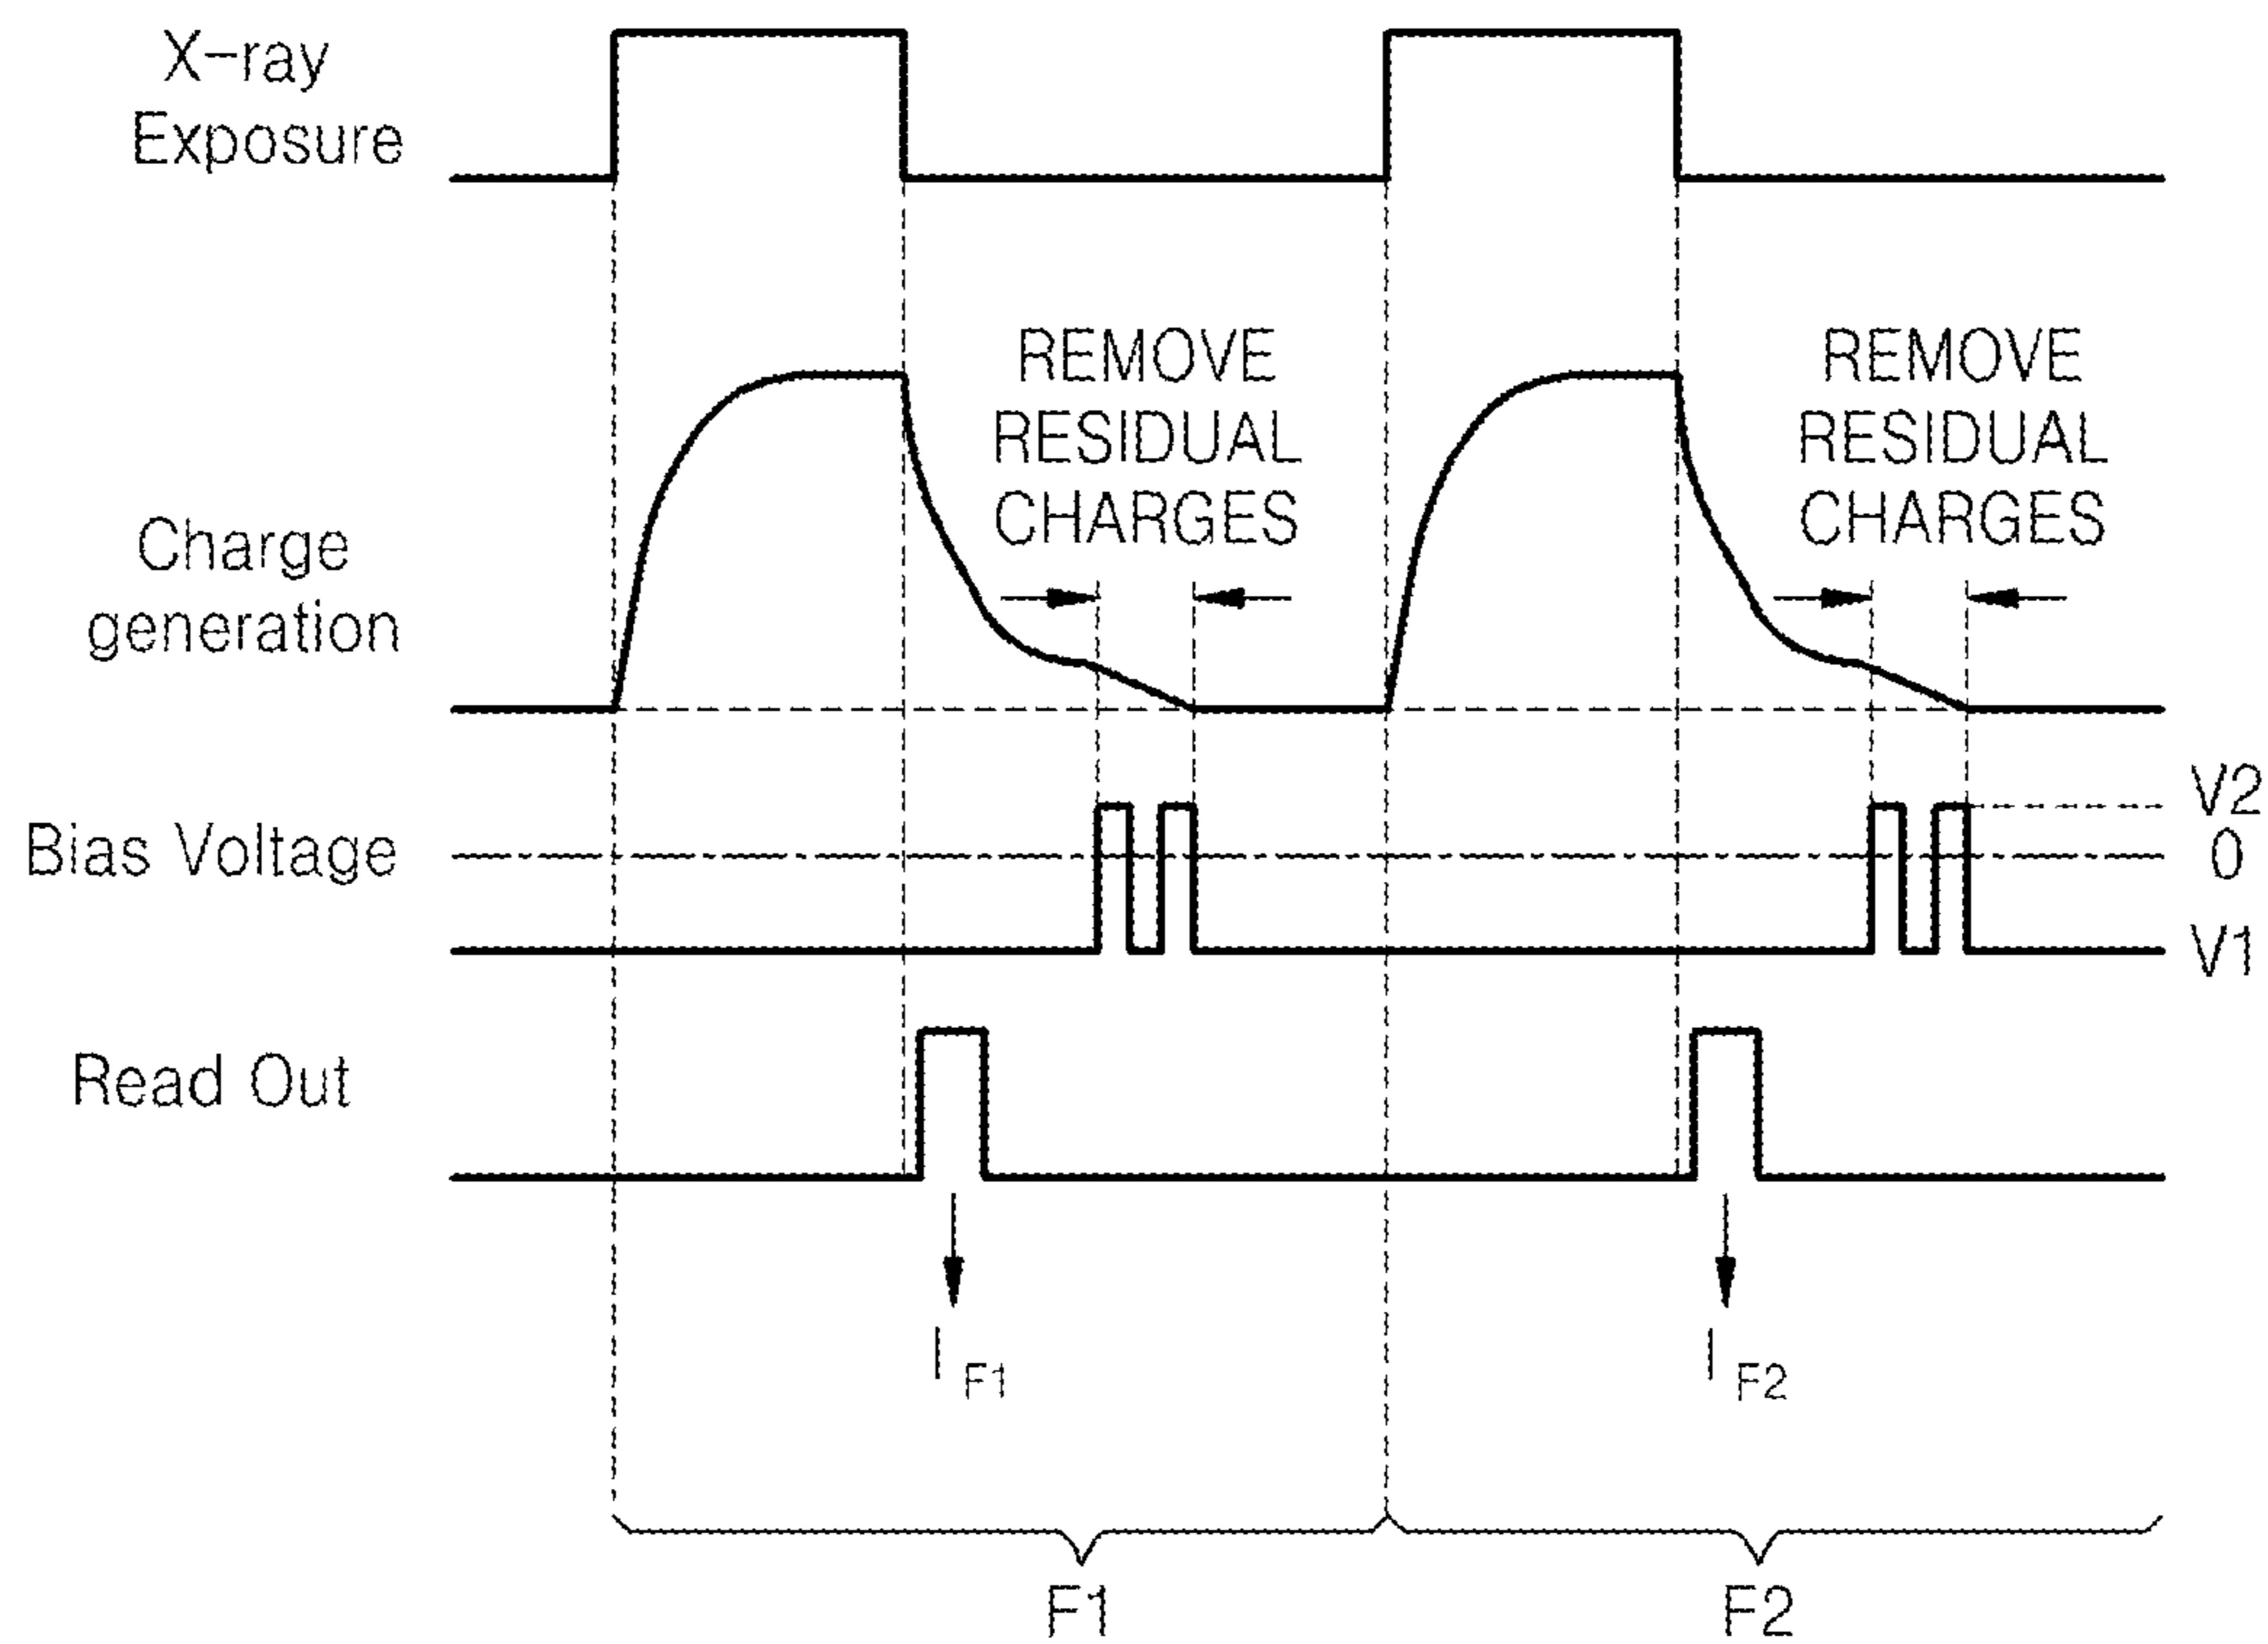 X-ray
Exposure
REMOVE
RESIDUAL
CHARGES
REMOVE
RESIDUAL
CHARGES
Charge
generation
V2
Bias Voltage
0
V1
Read Out
I F1
I F2
F1
F2